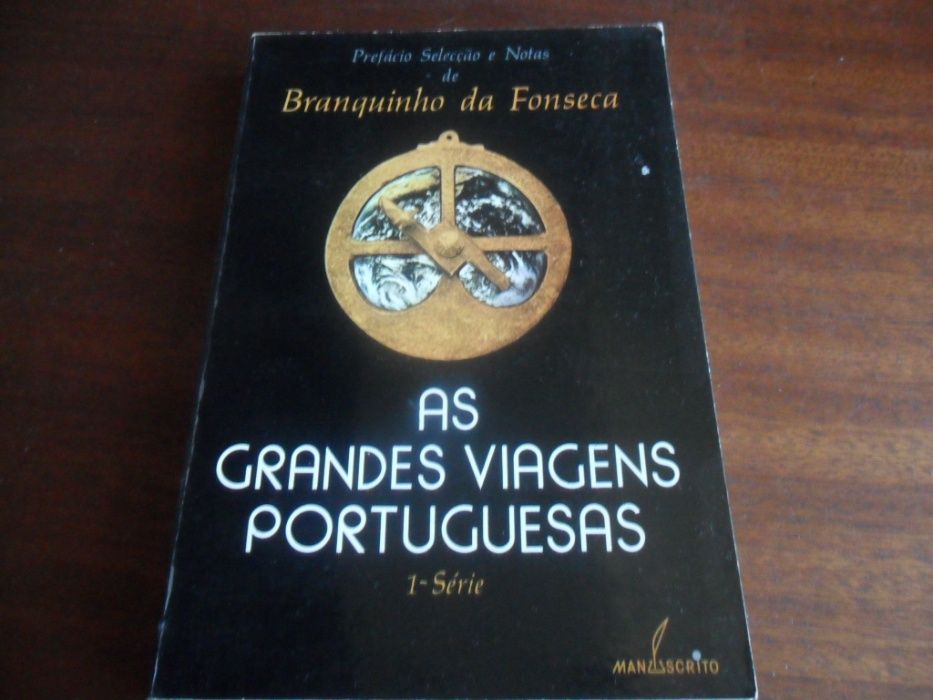 Prefácio Selecção e Notas
de
Branquinho da Fonseca
AS
GRANDES VIAGENS
PORTUGUESAS
1ª Série
MANUSCRITO